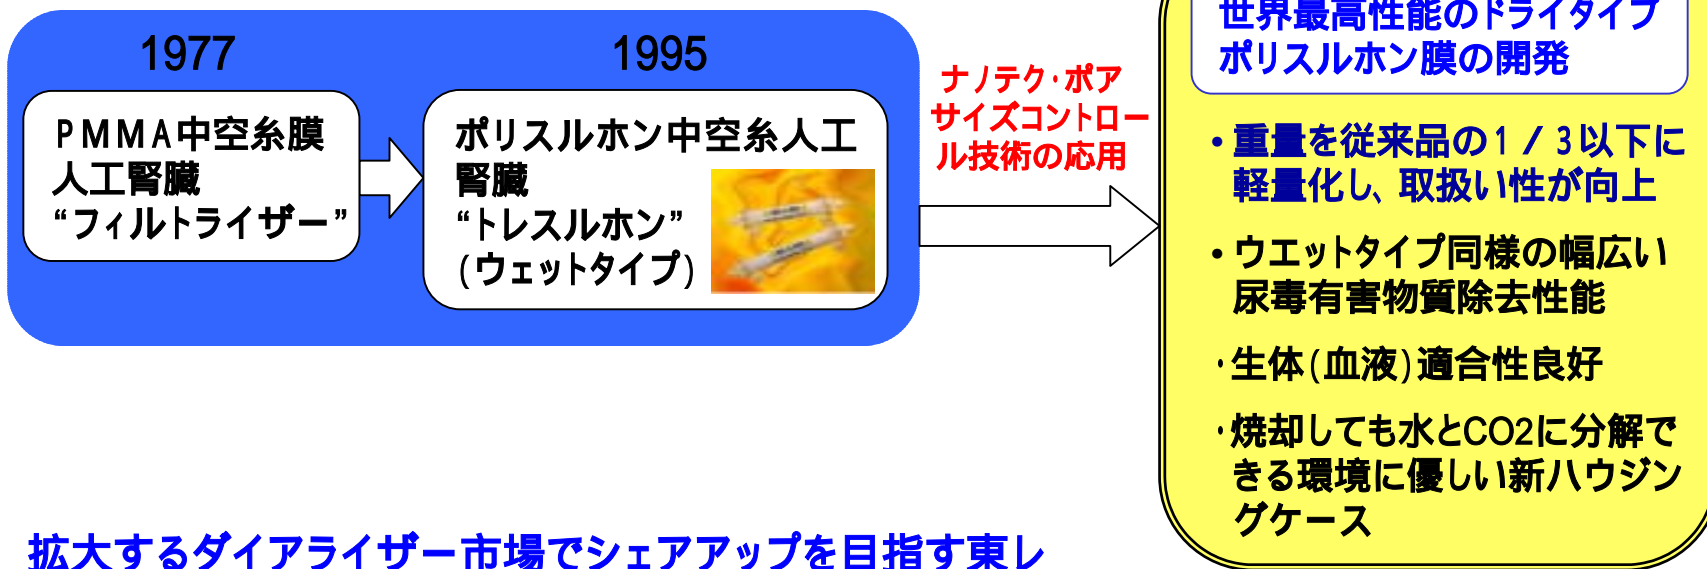 1977
PMMA中空糸膜
人工腎臓
“フィルトライザー”
1995
ポリスルホン中空糸人工
腎臓
“トレスルホン”
(ウェットタイプ)
ナノテク・ポア
サイズコントロー
ル技術の応用
世界最高性能のドライタイプ
ポリスルホン膜の開発
・重量を従来品の1/3以下に
軽量化し、取扱い性が向上
・ウエットタイプ同様の幅広い
尿毒有害物質除去性能
・生体(血液)適合性良好
・焼却しても水とCO2に分解で
きる環境に優しい新ハウジン
グケース
拡大するダイアライザー市場でシェアアップを目指す東レ